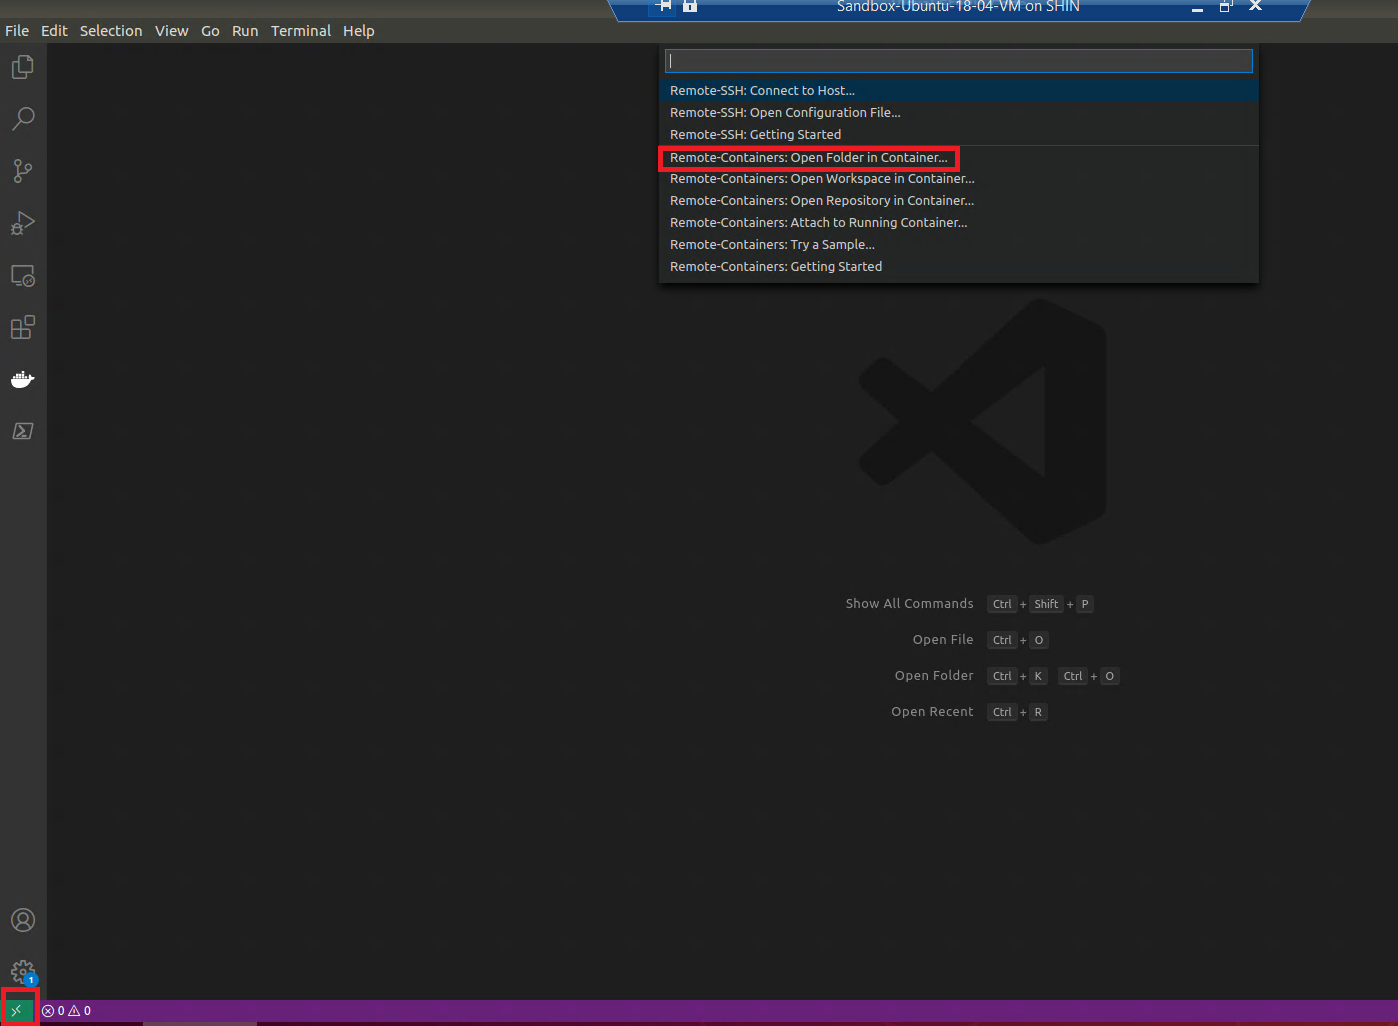 Sandbox-Ubuntu-18-04-VM on SHIN
File Edit Selection View Go Run Terminal Help
Remote-SSH: Connect to Host...
Remote-SSH: Open Configuration File...
Remote-SSH: Getting Started
Remote-Containers: Open Folder in Container...
Remote-Containers: Open Workspace in Container...
Remote-Containers: Open Repository in Container...
Remote-Containers: Attach to Running Container...
Remote-Containers: Try a Sample...
Remote-Containers: Getting Started
Show All Commands Ctrl + Shift + P
Open File Ctrl + O
Open Folder Ctrl + K Ctrl + O
Open Recent Ctrl + R
1
0 0